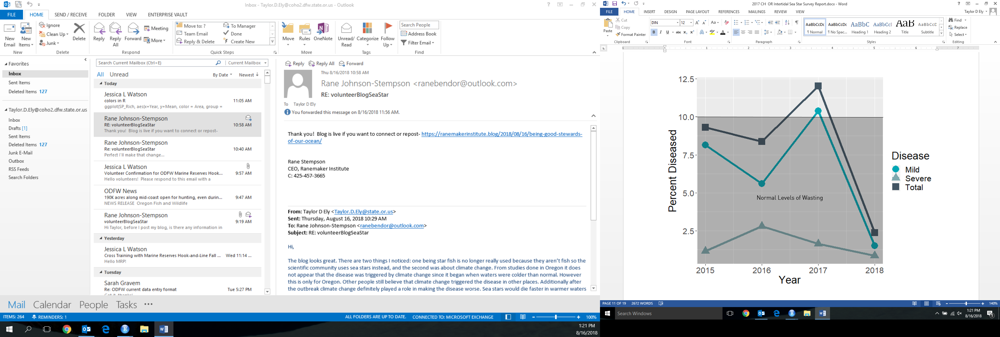 Inbox - Taylor.D.Ely@coho2.dfw.state.or.us - Outlook
FILE HOME SEND / RECEIVE FOLDER VIEW ENTERPRISE VAULT
New Email
New Items
New
Ignore
Clean Up
Junk
Delete
Delete
Reply
Reply All
Forward
Meeting
More
Respond
Move to: ?
Team Email
Reply & Delete
To Manager
Done
Create New
Quick Steps
Move
Rules
OneNote
Move
Unread/ Read
Categorize
Follow Up
Tags
Search People
Address Book
Filter Email
Find
Favorites
Inbox
Sent Items
Deleted Items 127
Taylor.D.Ely@coho2.dfw.state.or.us
Inbox
Drafts [1]
Sent Items
Deleted Items 127
Junk E-Mail
Outbox
RSS Feeds
Search Folders
Search Current Mailbox (Ctrl+E) Current Mailbox
All Unread By Date Newest
Today
Jessica L Watson
colors in R 11:05 AM
ggplot(SP_Rich, aes(x=Year, y=Mean, color = Area, group =
Rane Johnson-Stempson
RE: volunteerBlogSeaStar 10:58 AM
Thank you! Blog is live if you want to connect or repost-
Rane Johnson-Stempson
Re: volunteerBlogSeaStar 10:40 AM
Perfect I'll make that change...
Jessica L Watson
Volunteer Confirmation for ODFW Marine Reserves Hook... 9:57 AM
Hello volunteers! Please respond to this email with a
ODFW News
190K acres along mid-coast open for hunting, even durin... 9:47 AM
NEWS RELEASE Oregon Fish and Wildlife
Rane Johnson-Stempson
volunteerBlogSeaStar 9:19 AM
Hi Taylor, before I post my blog, is there any information in
Yesterday
Jessica L Watson
Cross Training with Marine Reserves Hook-and-Line Fall ... Wed 11:14 ...
Hello MRP!
Tuesday
Sarah Gravem
Re: ODFW current data entry format Tue 5:27 PM
Reply Reply All Forward
Thu 8/16/2018 10:58 AM
Rane Johnson-Stempson <ranebendor@outlook.com>
RE: volunteerBlogSeaStar
To Taylor D Ely
You forwarded this message on 8/16/2018 11:56 AM.
Thank you! Blog is live if you want to connect or repost- https://ranemakerinstitute.blog/2018/08/16/being-good-stewards-
of-our-ocean/
Rane Stempson
CEO, Ranemaker Institute
C: 425-457-3665
From: Taylor D Ely <Taylor.D.Ely@state.or.us>
Sent: Thursday, August 16, 2018 10:29 AM
To: Rane Johnson-Stempson <ranebendor@outlook.com>
Subject: RE: volunteerBlogSeaStar
Hi,
The blog looks great. There are two things I noticed: one being star fish is no longer really used because they aren't fish so the
scientific community uses sea stars instead, and the second was about climate change. From studies done in Oregon it does
not appear that the disease was triggered by climate change since it began when waters were colder than normal. However
this is only for Oregon. Other people still believe that climate change triggered the disease in other places. Additionally after
the outbreak climate change definitely played a role in making the disease worse. Sea stars would die faster in warmer waters
Mail Calendar People Tasks ...
ITEMS: 264 REMINDERS: 1 ALL FOLDERS ARE UP TO DATE. CONNECTED TO: MICROSOFT EXCHANGE 100%
1:21 PM
8/16/2018
2017 CH OR Intertidal Sea Star Survey Report.docx - Word
FILE HOME INSERT DESIGN PAGE LAYOUT REFERENCES MAILINGS REVIEW VIEW Taylor D Ely
Paste
Cut
Copy
Format Painter
Clipboard
DIN 12
B I U abc
Font
Paragraph
AaBbCcDc AaBbCcDc AaBbC AaBbCcl AaB AaBbCcD
¶ Normal ¶ No Spac... Heading 1 Heading 2 Title Subtitle
Styles
Find
Replace
Select
Editing
1 1 2 3 4 5 6 7
12.5
10.0
7.5
5.0
2.5
Percent Diseased
Normal Levels of Wasting
2015 2016 2017 2018
Year
Disease
Mild
Severe
Total
PAGE 11 OF 19 2672 WORDS 140%
Search Windows
1:21 PM
8/16/2018